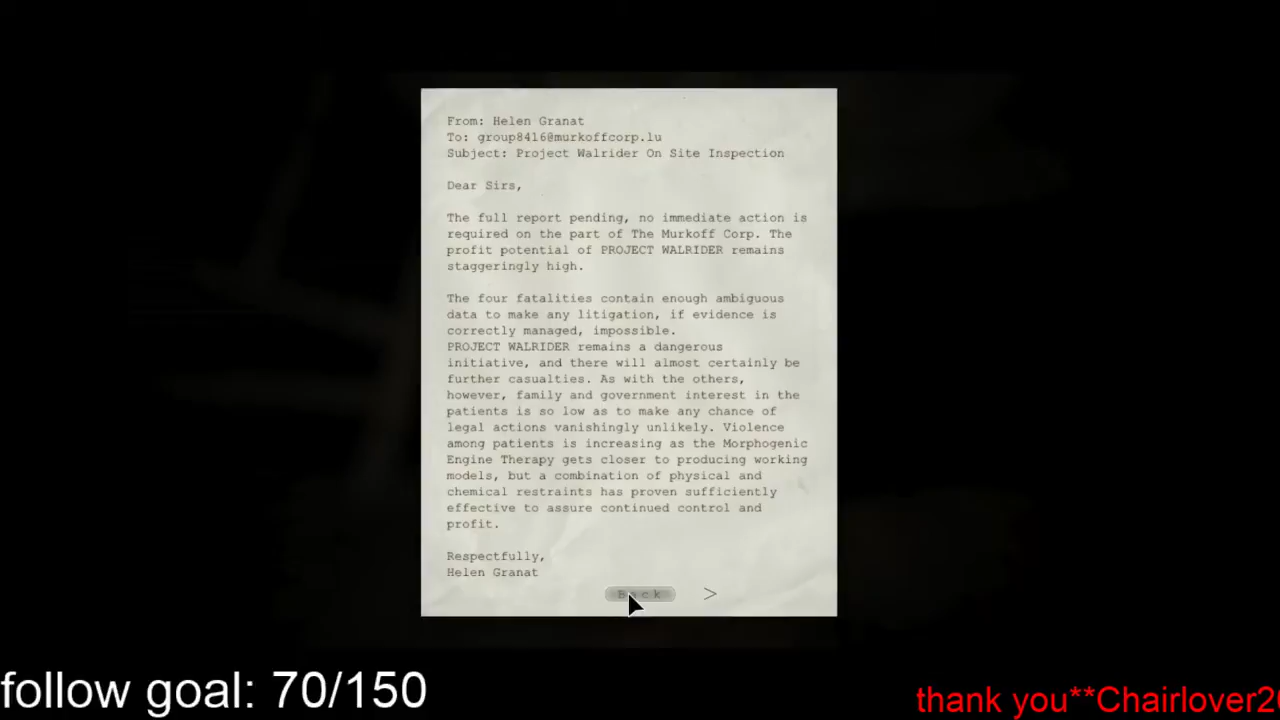 From: Helen Granat
To: group8416@murkoffcorp.lu
Subject: Project Walrider On Site Inspection
Dear Sirs,
The full report pending, no immediate action is
required on the part of The Murkoff Corp. The
profit potential of PROJECT WALRIDER remains
staggeringly high.
The four fatalities contain enough ambiguous
data to make any litigation, if evidence is
correctly managed, impossible.
PROJECT WALRIDER remains a dangerous
initiative, and there will almost certainly be
further casualties. As with the others,
however, family and government interest in the
patients is so low as to make any chance of
legal actions vanishingly unlikely. Violence
among patients is increasing as the Morphogenic
Engine Therapy gets closer to producing working
models, but a combination of physical and
chemical restraints has proven sufficiently
effective to assure continued control and
profit.
Respectfully,
Helen Granat
Back >
follow goal: 70/150
thank you**Chairlover2